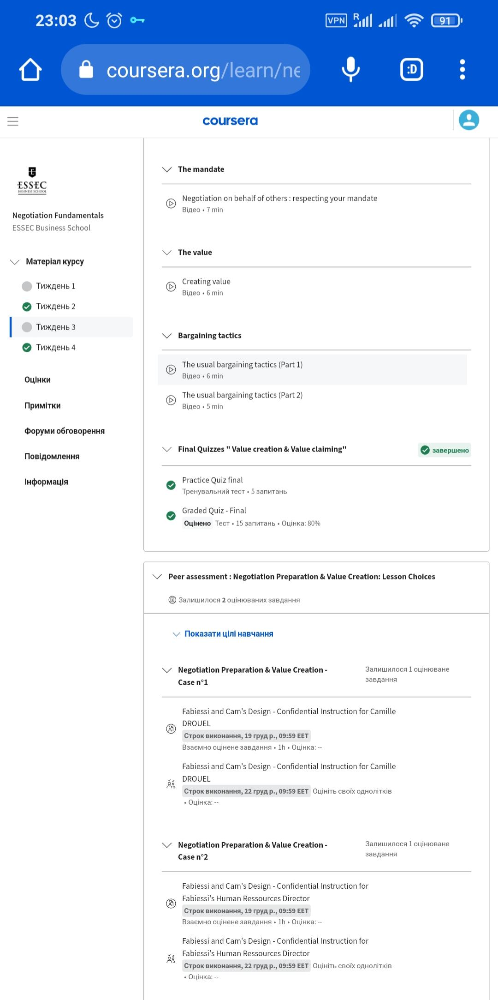 23:03
VPN
R
91
coursera.org/learn/ne
:D
coursera
ESSEC
BUSINESS SCHOOL
Negotiation Fundamentals
ESSEC Business School
Матеріал курсу
Тиждень 1
Тиждень 2
Тиждень 3
Тиждень 4
Оцінки
Примітки
Форуми обговорення
Повідомлення
Інформація
The mandate
Negotiation on behalf of others : respecting your mandate
Відео • 7 min
The value
Creating value
Відео • 6 min
Bargaining tactics
The usual bargaining tactics (Part 1)
Відео • 6 min
The usual bargaining tactics (Part 2)
Відео • 5 min
Final Quizzes " Value creation & Value claiming"
завершено
Practice Quiz final
Тренувальний тест • 5 запитань
Graded Quiz - Final
Оцінено Тест • 15 запитань • Оцінка: 80%
Peer assessment : Negotiation Preparation & Value Creation: Lesson Choices
Залишилося 2 оцінюваних завдання
Показати цілі навчання
Negotiation Preparation & Value Creation -
Case n°1
Залишилося 1 оцінюване
завдання
Fabiessi and Cam's Design - Confidential Instruction for Camille
DROUEL
Строк виконання, 19 груд р., 09:59 EET
Взаємно оцінене завдання • 1h • Оцінка: --
Fabiessi and Cam's Design - Confidential Instruction for Camille
DROUEL
Строк виконання, 22 груд р., 09:59 EET Оцініть своїх однолітків
• Оцінка: --
Negotiation Preparation & Value Creation -
Case n°2
Залишилося 1 оцінюване
завдання
Fabiessi and Cam's Design - Confidential Instruction for
Fabiessi's Human Ressources Director
Строк виконання, 19 груд р., 09:59 EET
Взаємно оцінене завдання • 1h • Оцінка: --
Fabiessi and Cam's Design - Confidential Instruction for
Fabiessi's Human Ressources Director
Строк виконання, 22 груд р., 09:59 EET Оцініть своїх однолітків
• Оцінка: --